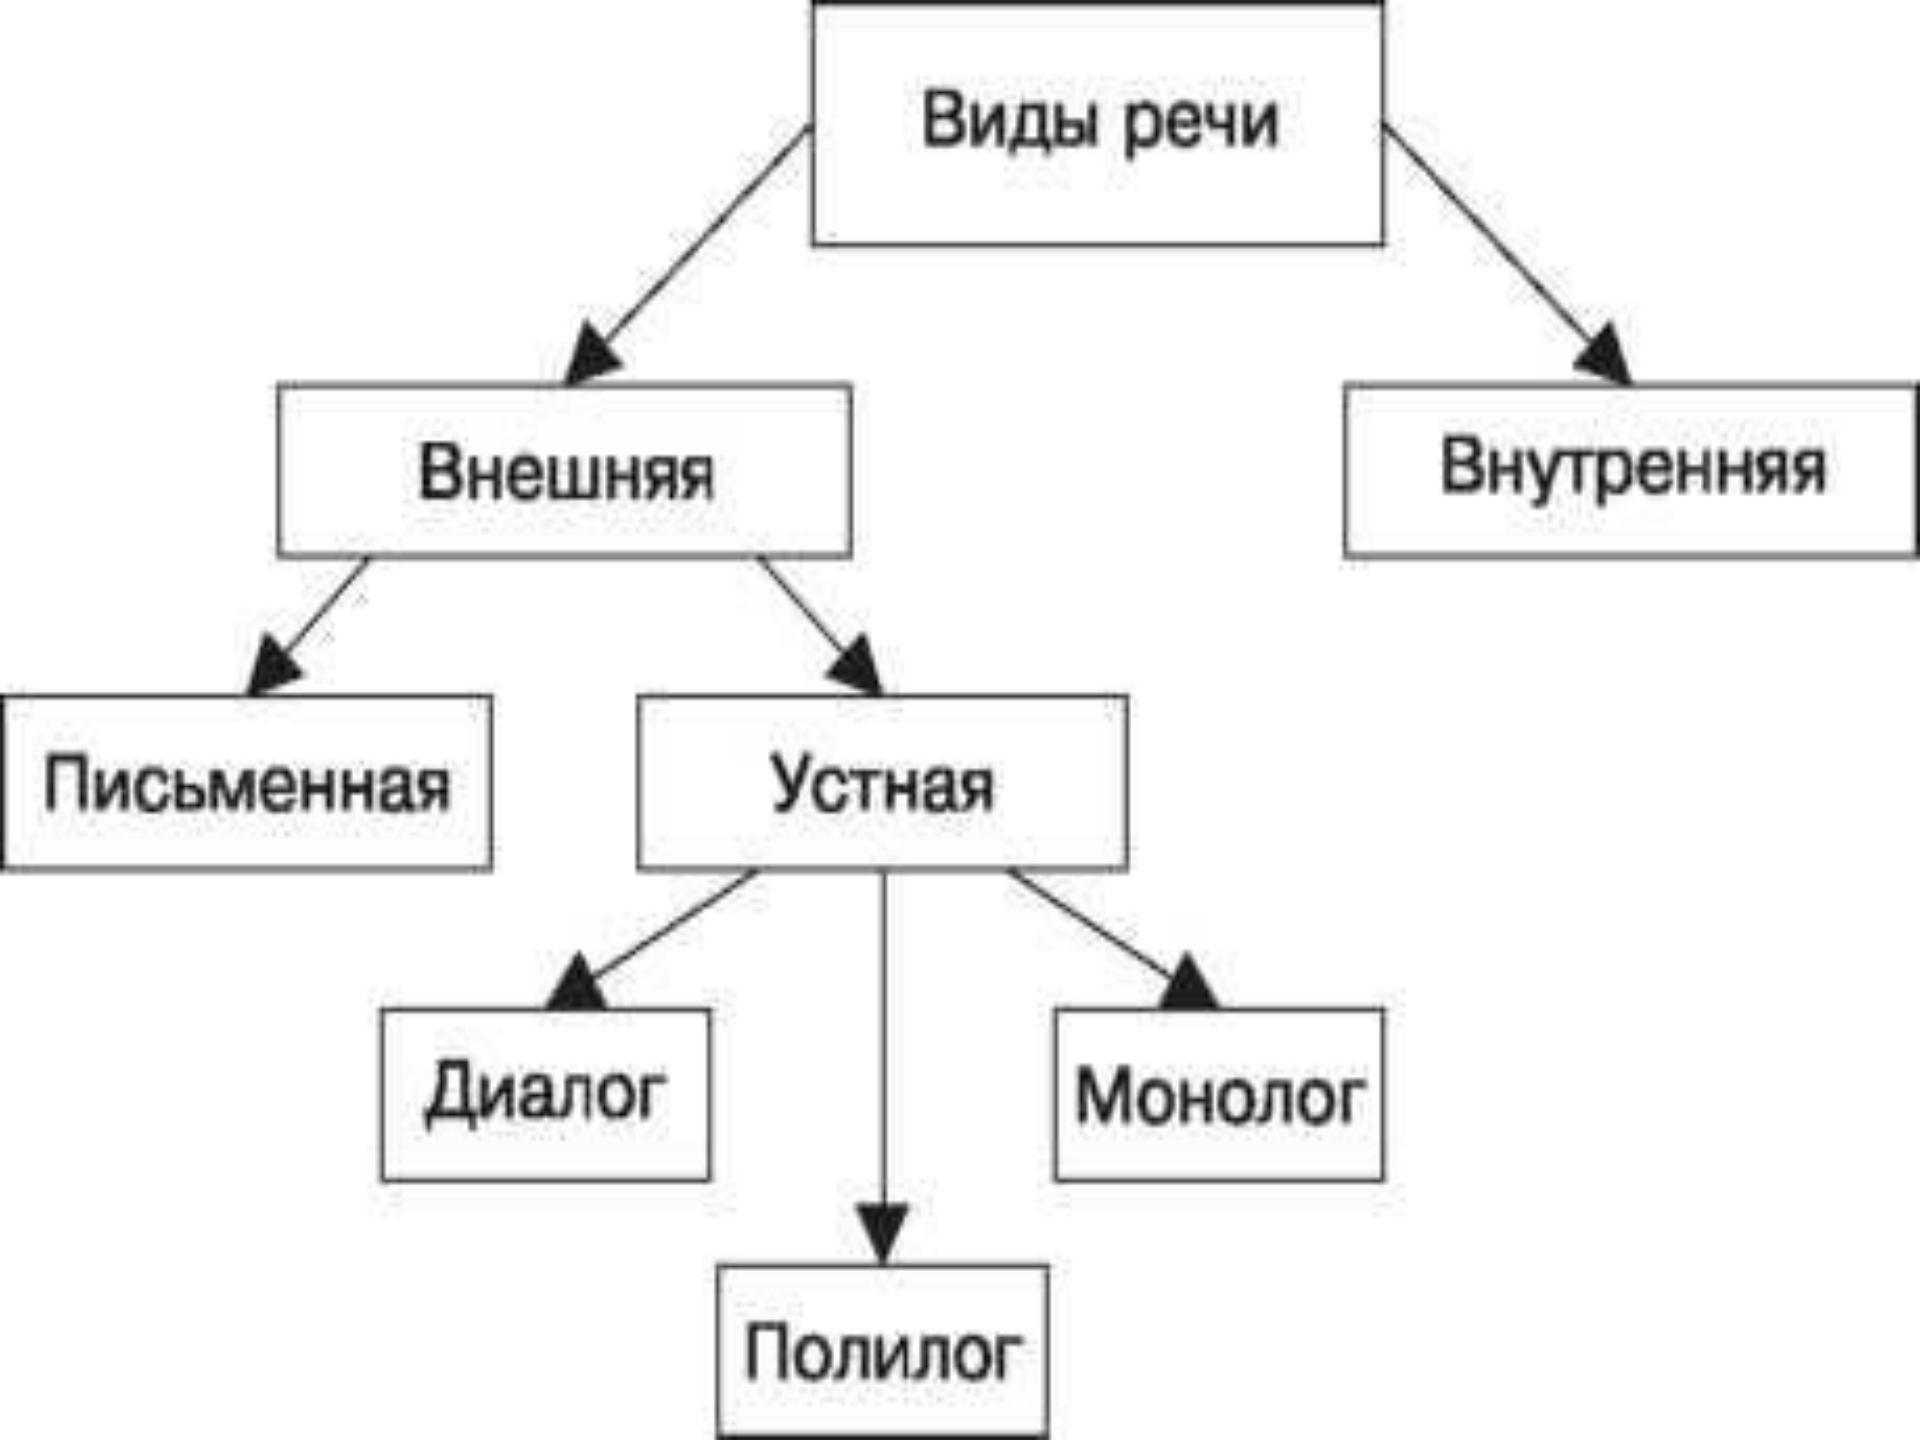 Виды речи
Внешняя
Внутренняя
Письменная
Устная
Диалог
Монолог
Полилог